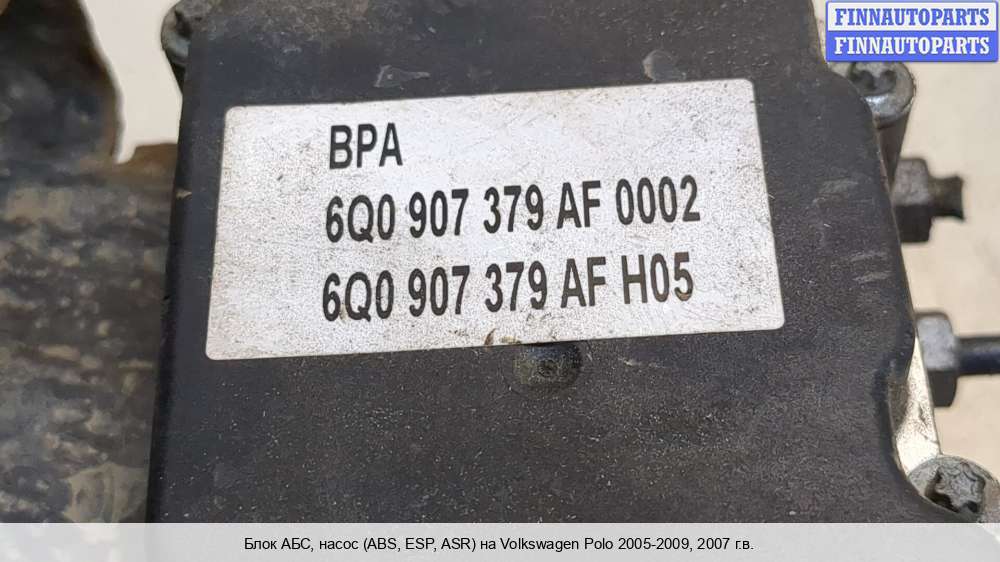 FINNAUTOPARTS
FINNAUTOPARTS
BPA
6Q0 907 379 AF 0002
6Q0 907 379 AF H05
Блок АБС, насос (ABS, ESP, ASR) на Volkswagen Polo 2005-2009, 2007 г.в.